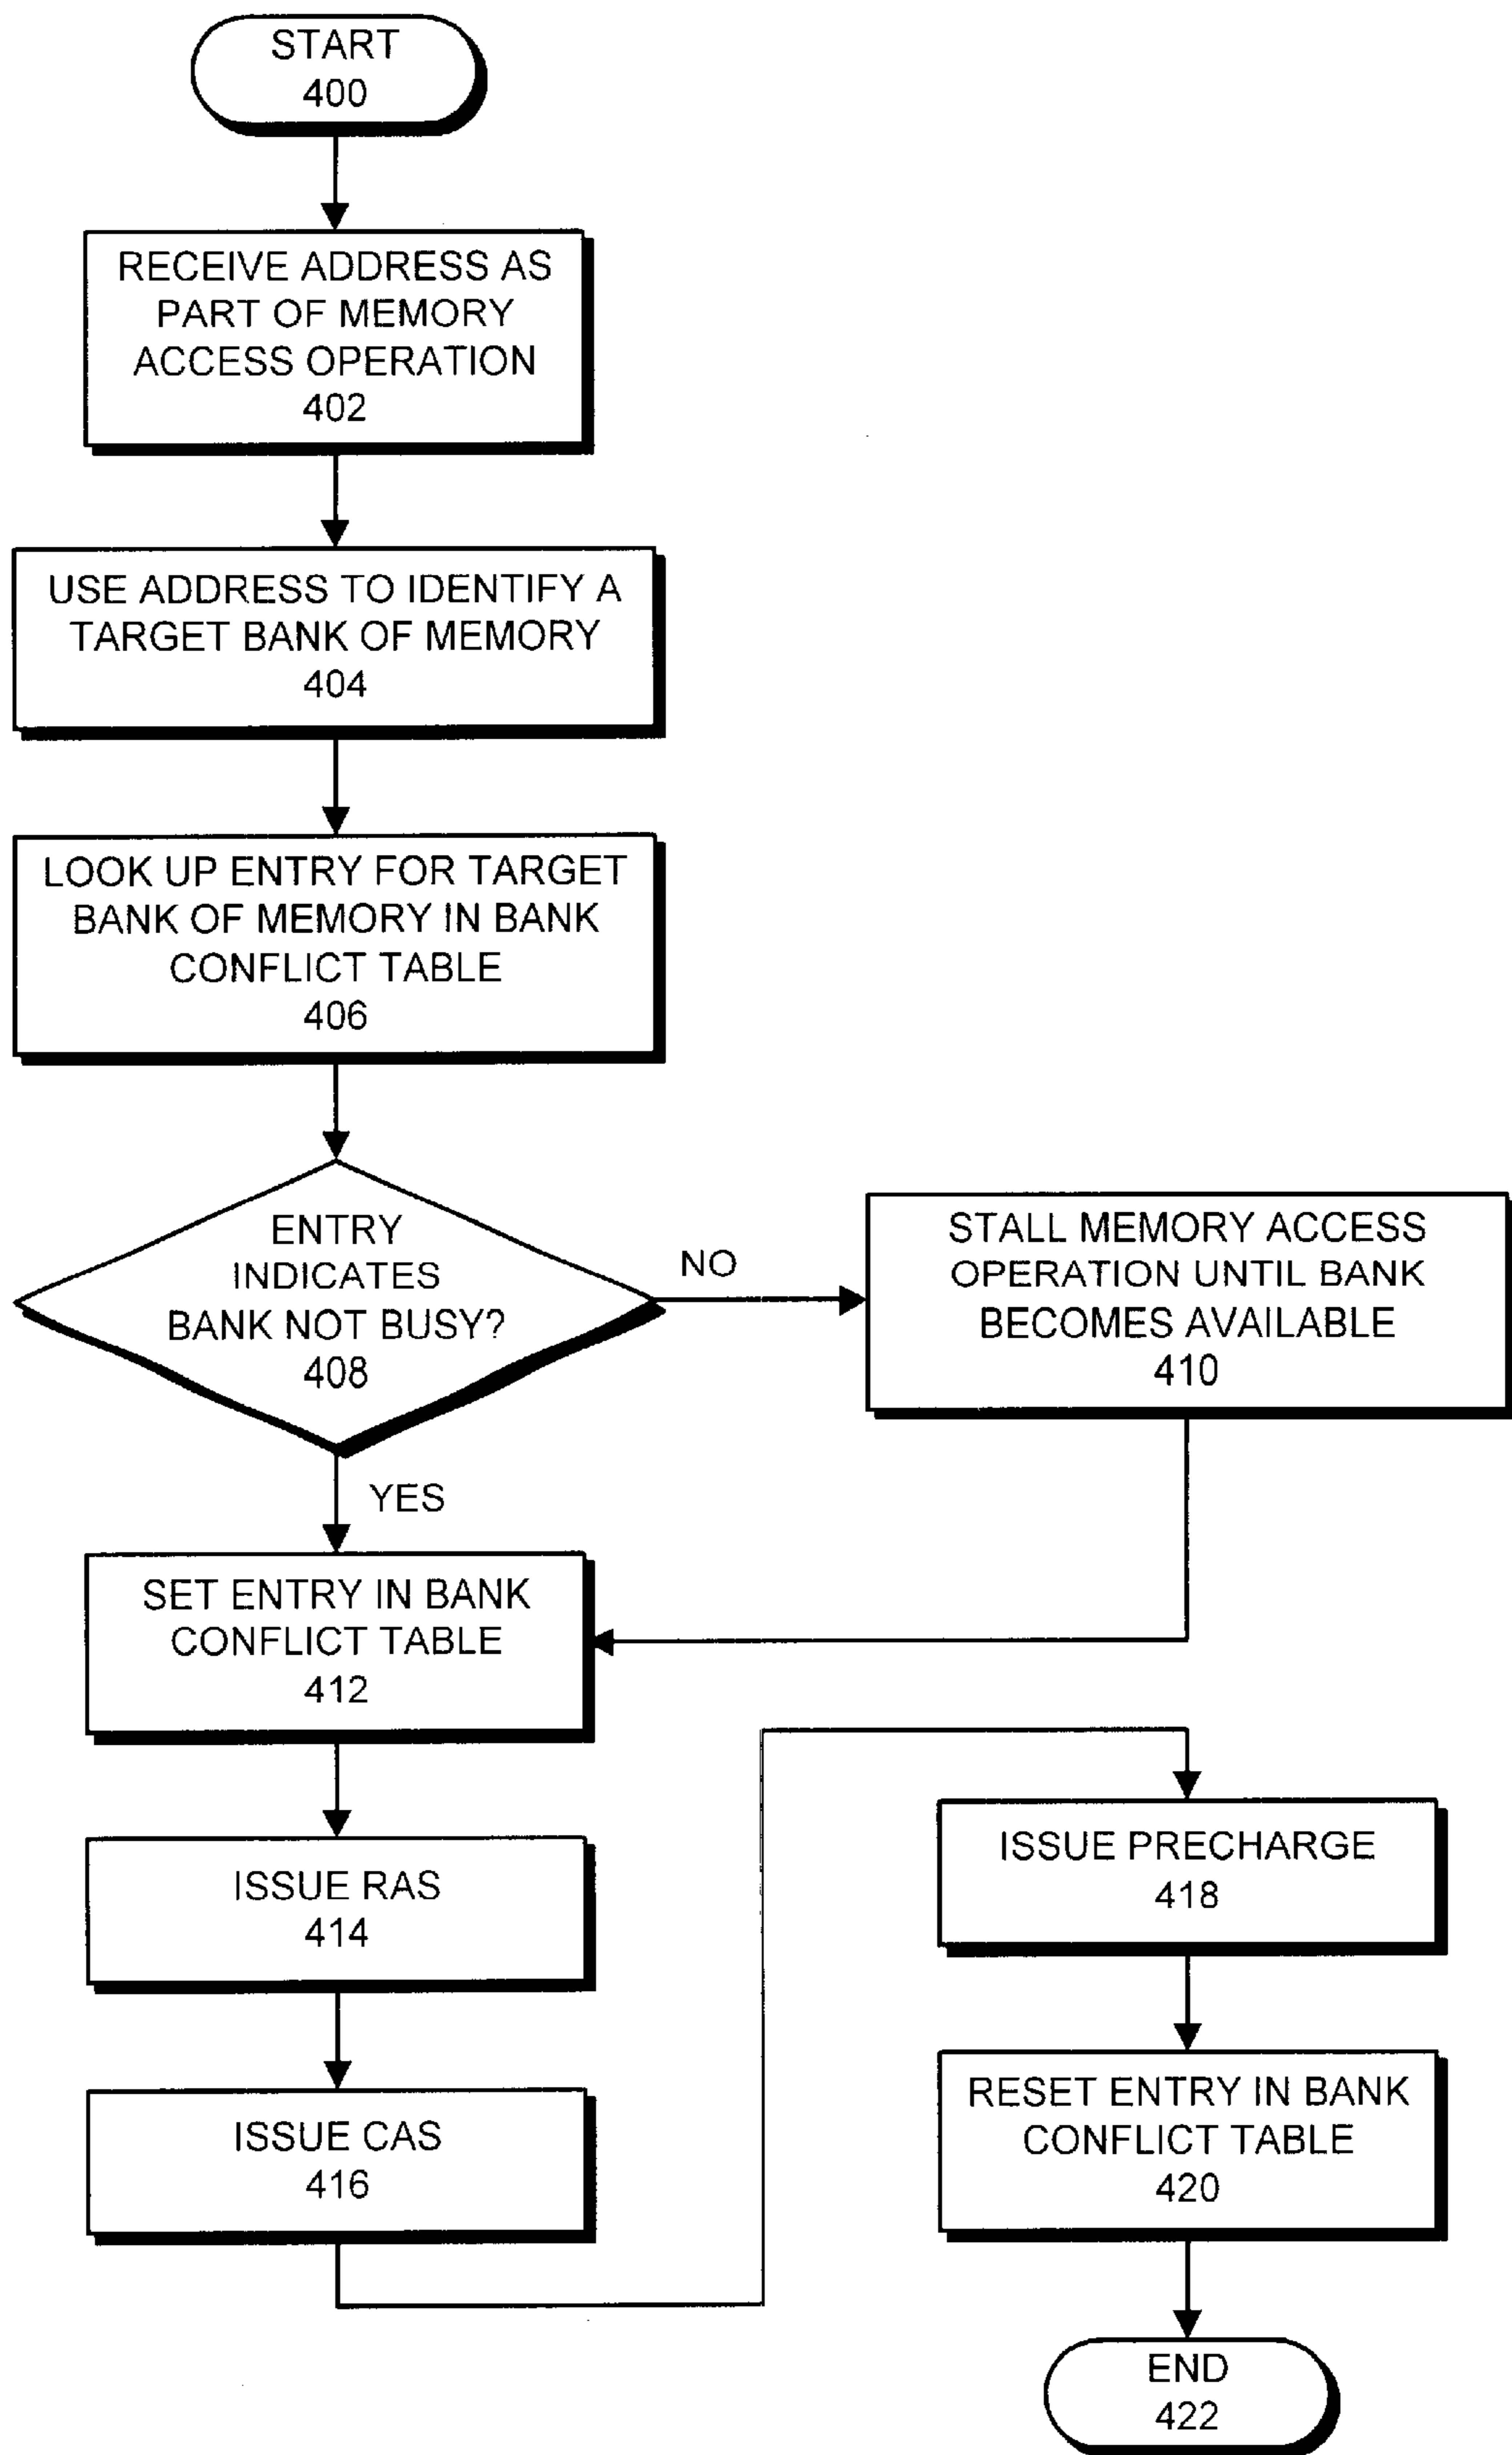 START
400
RECEIVE ADDRESS AS
PART OF MEMORY
ACCESS OPERATION
402
USE ADDRESS TO IDENTIFY A
TARGET BANK OF MEMORY
404
LOOK UP ENTRY FOR TARGET
BANK OF MEMORY IN BANK
CONFLICT TABLE
406
ENTRY
INDICATES
BANK NOT BUSY?
408
NO
STALL MEMORY ACCESS
OPERATION UNTIL BANK
BECOMES AVAILABLE
410
YES
SET ENTRY IN BANK
CONFLICT TABLE
412
ISSUE RAS
414
ISSUE CAS
416
ISSUE PRECHARGE
418
RESET ENTRY IN BANK
CONFLICT TABLE
420
END
422